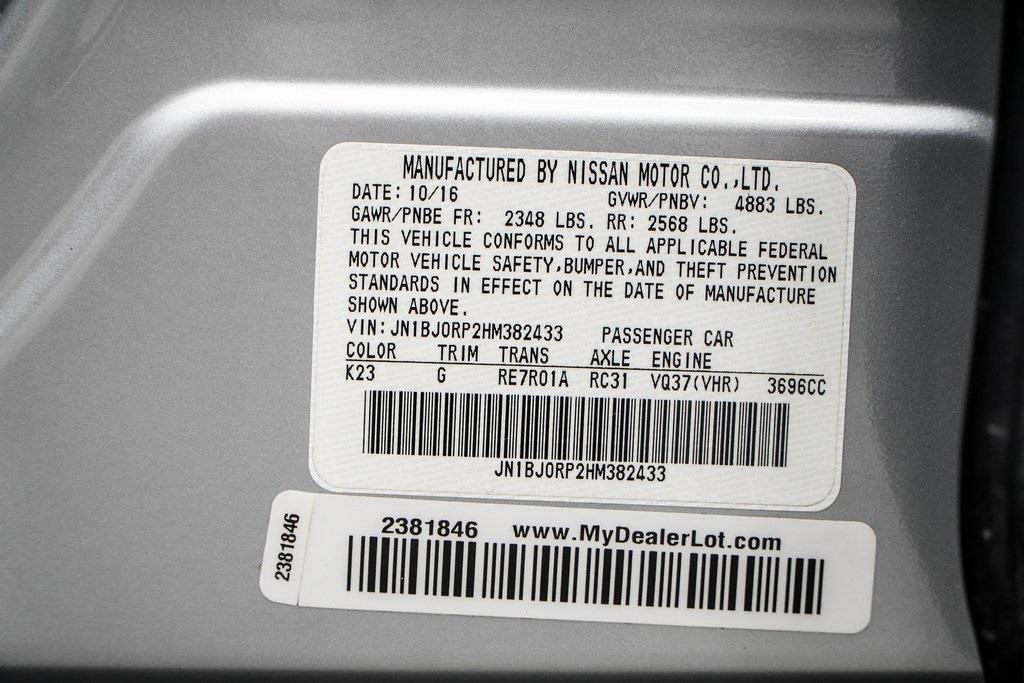 MANUFACTURED BY NISSAN MOTOR CO.,LTD.
DATE: 10/16 GVWR/PNBV: 4883 LBS.
GAWR/PNBE FR: 2348 LBS. RR: 2568 LBS.
THIS VEHICLE CONFORMS TO ALL APPLICABLE FEDERAL
MOTOR VEHICLE SAFETY,BUMPER,AND THEFT PREVENTION
STANDARDS IN EFFECT ON THE DATE OF MANUFACTURE
SHOWN ABOVE.
VIN: JN1BJ0RP2HM382433 PASSENGER CAR
COLOR TRIM TRANS AXLE ENGINE
K23 G RE7R01A RC31 VQ37(VHR) 3696CC
JN1BJ0RP2HM382433
2381846
2381846 www.MyDealerLot.com